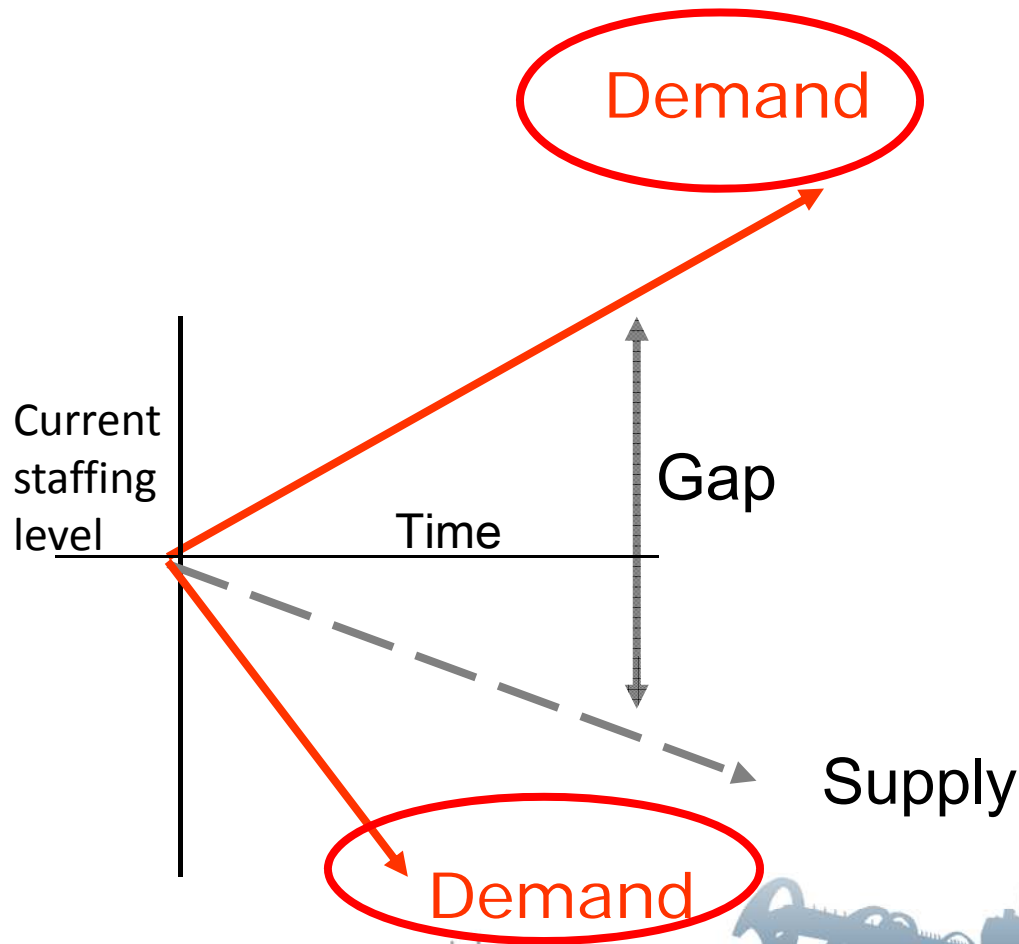 Demand
Current
staffing
level
Time
Gap
Supply
Demand